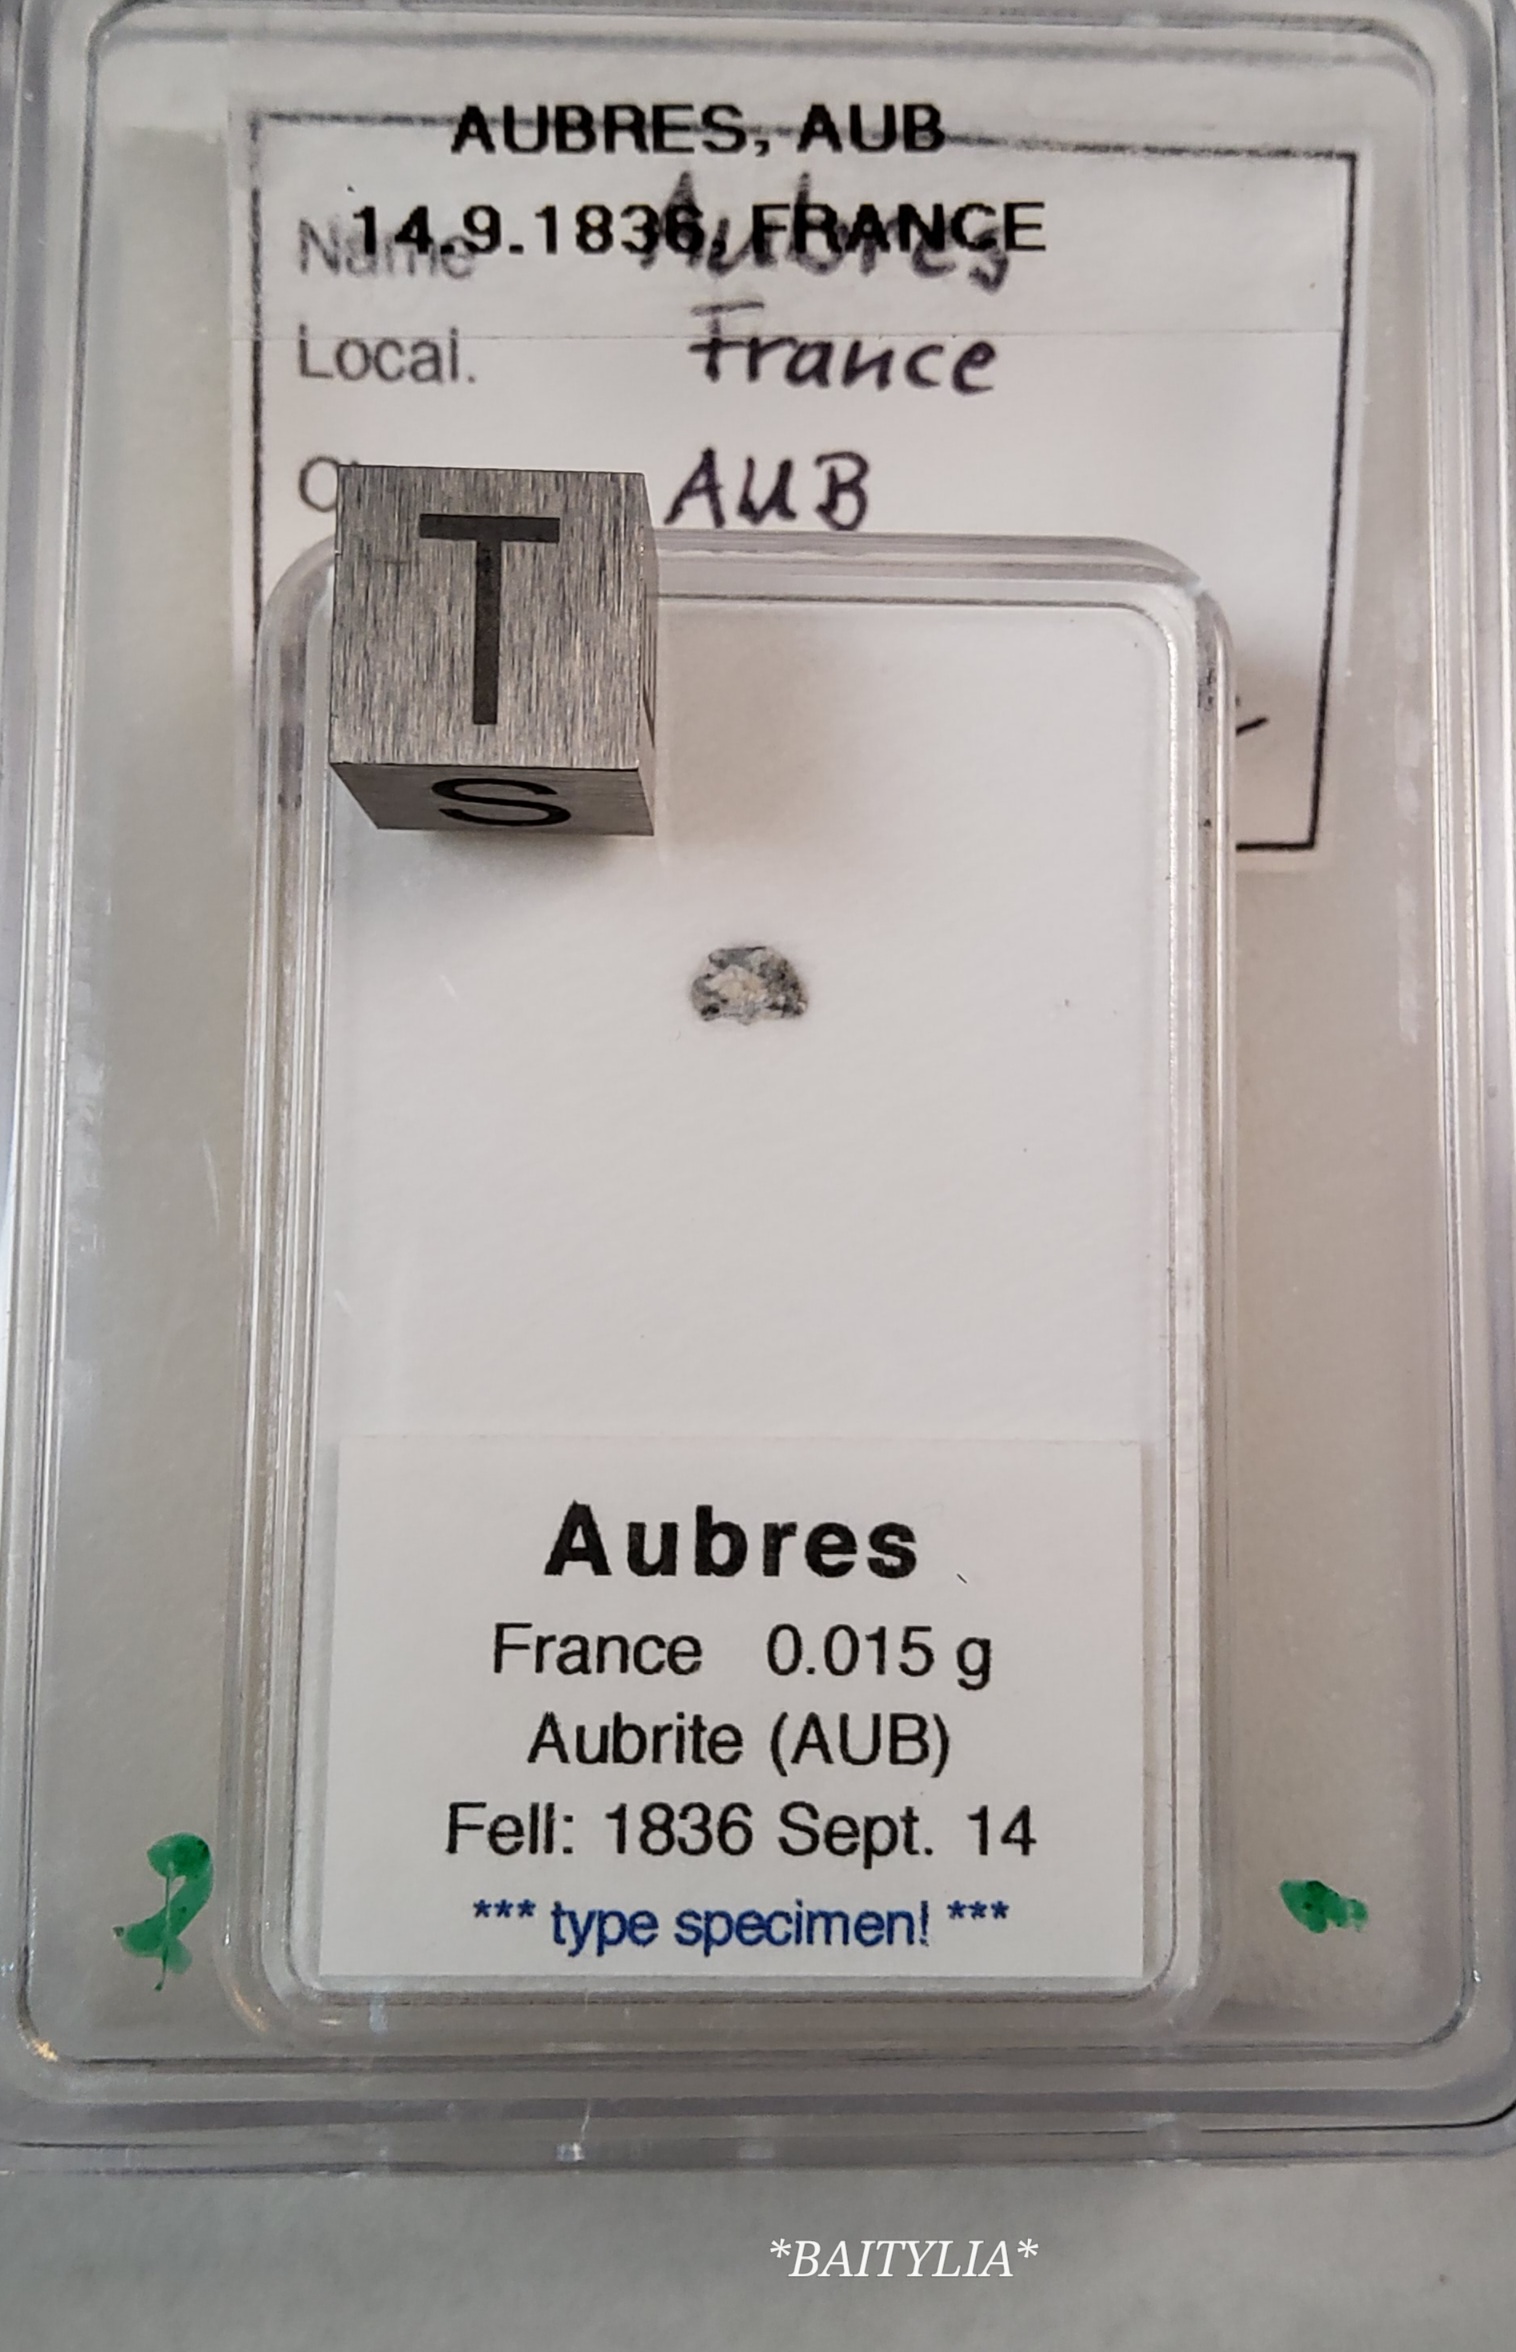 AUBRES, AUB
14.9.1836, FRANCE
Name Aubres
Local. France
AUB
T
S
Aubres
France 0.015 g
Aubrite (AUB)
Fell: 1836 Sept. 14
*** type specimen! ***
*BAITYLIA*